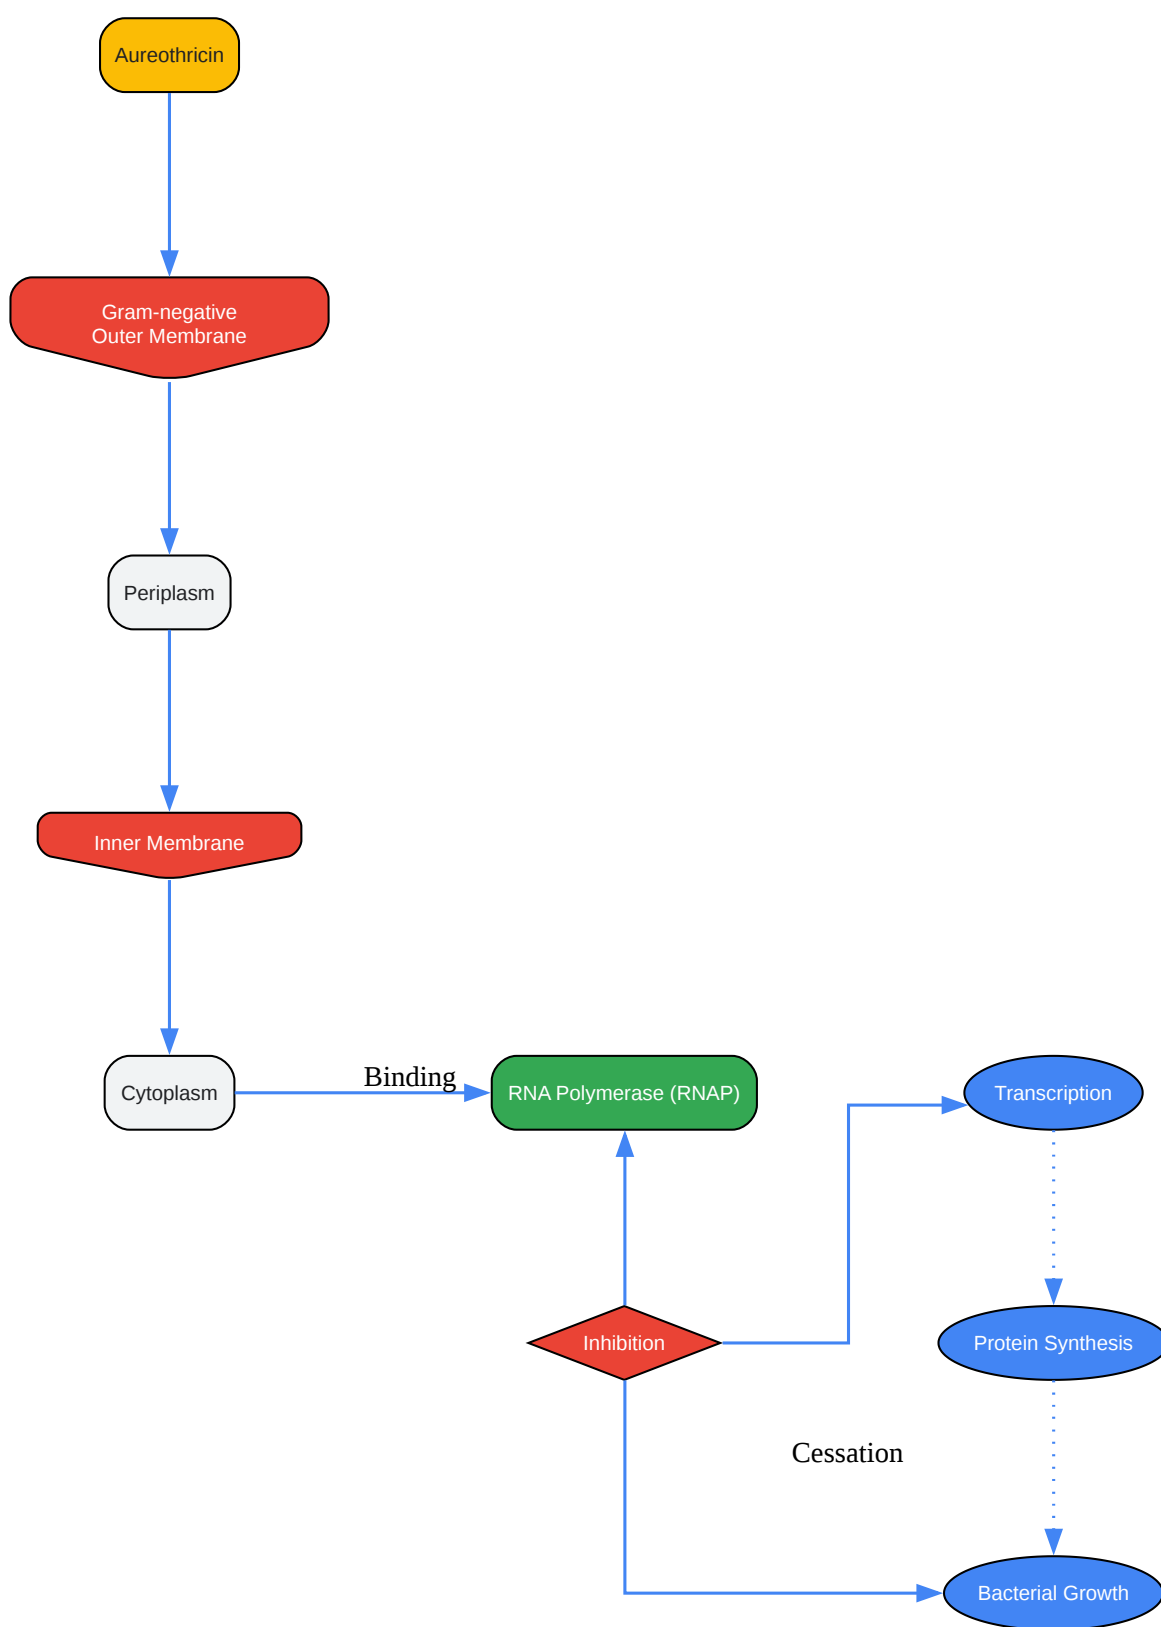 Aureothricin
Gram-negative
Outer Membrane
Periplasm
Inner Membrane
Cytoplasm
Binding
RNA Polymerase (RNAP)
Transcription
Inhibition
Protein Synthesis
Cessation
Bacterial Growth